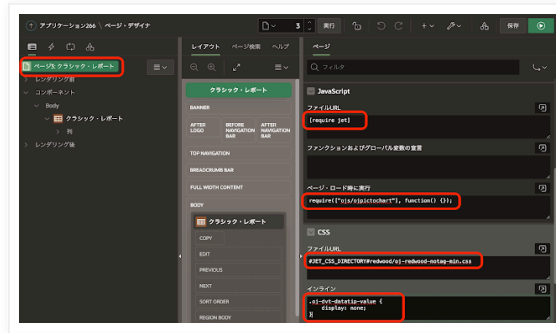 アプリケーション266 \ ページ・デザイナ
3
実行
保存
レイアウト ページ検索 ヘルプ
ページ
ページ3: クラシック・レポート
レンダリング前
コンポーネント
Body
クラシック・レポート
列
レンダリング後
クラシック・レポート
BANNER
AFTER LOGO
BEFORE NAVIGATION BAR
AFTER NAVIGATION BAR
TOP NAVIGATION
BREADCRUMB BAR
FULL WIDTH CONTENT
BODY
クラシック・レポート
COPY
EDIT
PREVIOUS
NEXT
SORT ORDER
REGION BODY
フィルタ
JavaScript
ファイルURL
[require jet]
ファンクションおよびグローバル変数の宣言
ページ・ロード時に実行
require(["ojs/ojpictochart"], function() {});
CSS
ファイルURL
#JET_CSS_DIRECTORY#redwood/oj-redwood-notag-min.css
インライン
.oj-dvt-datatip-value {
display: none;
}